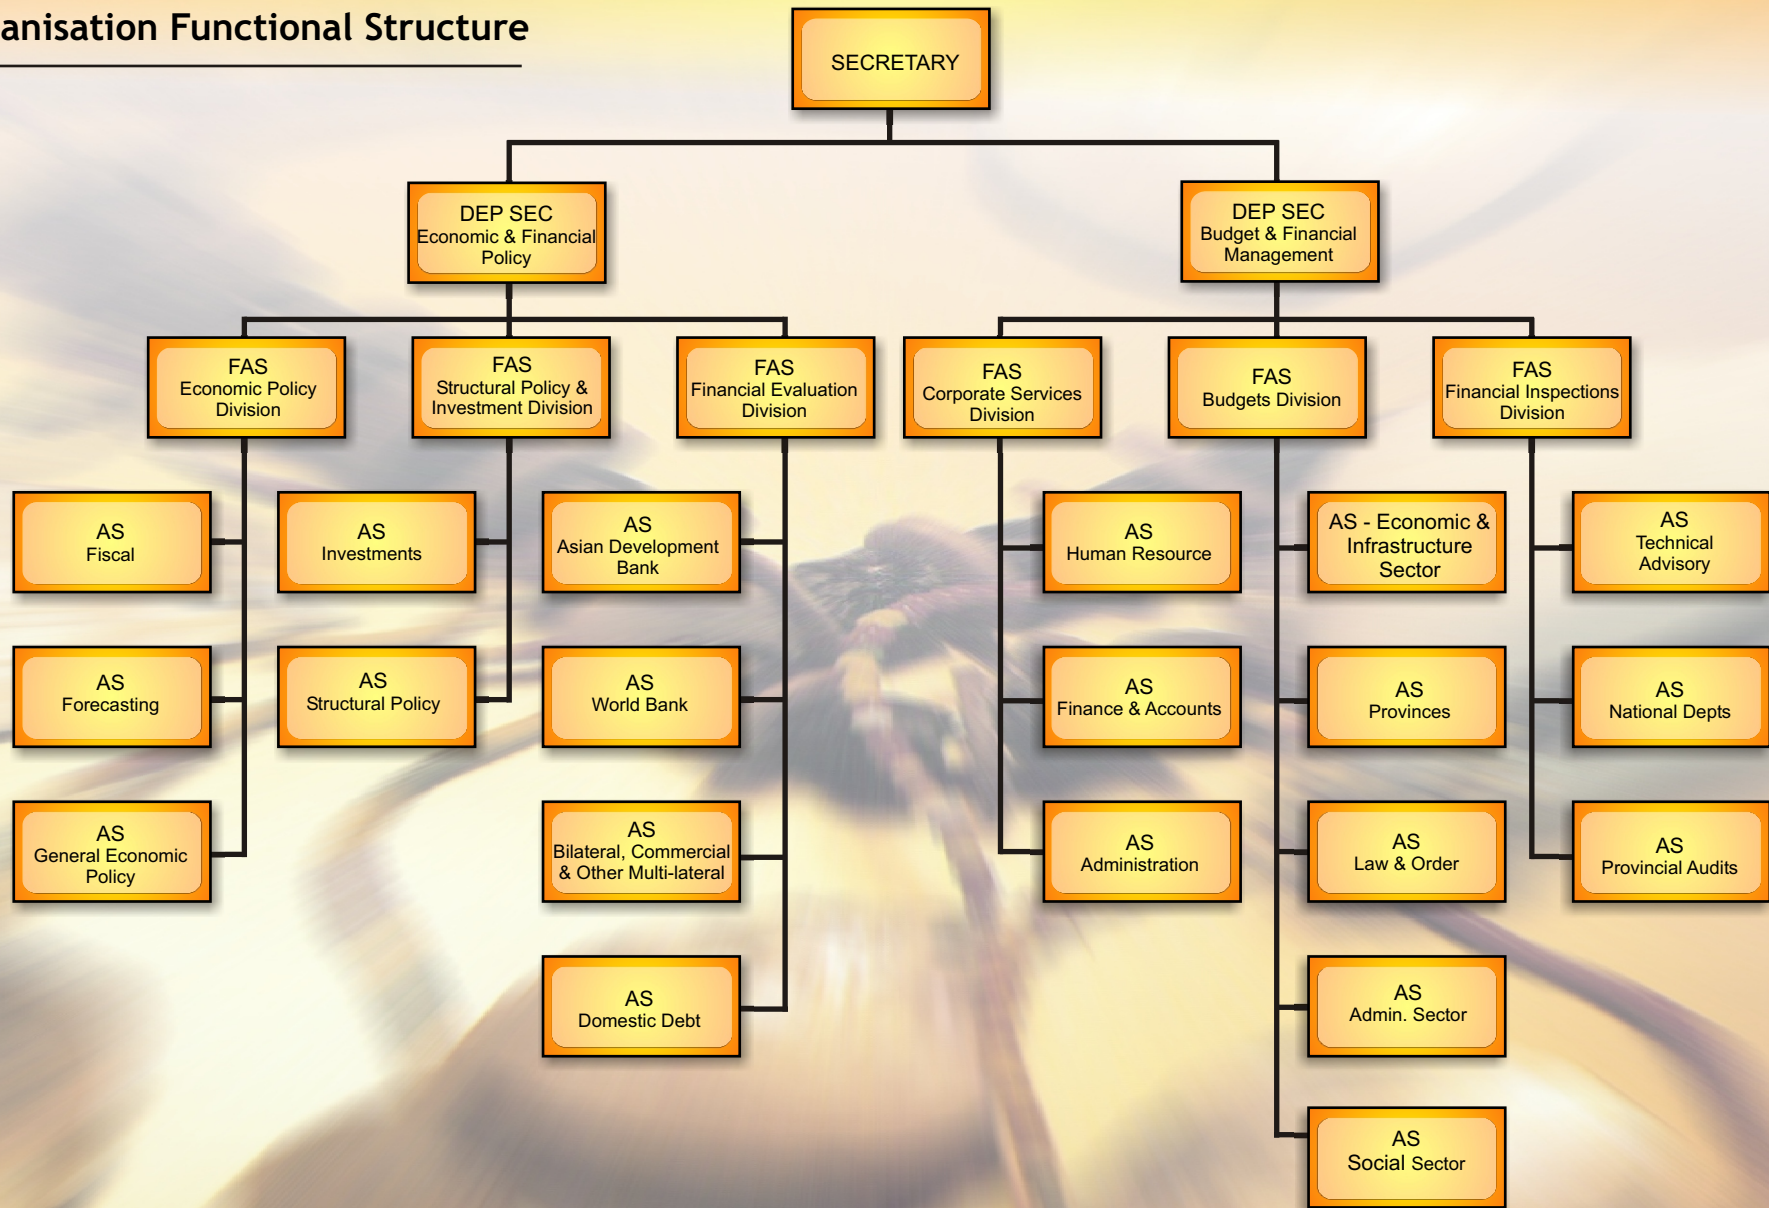 anisation Functional Structure
SECRETARY
DEP SEC
Economic & Financial
Policy
DEP SEC
Budget & Financial
Management
FAS
Economic Policy
Division
FAS
Structural Policy &
Investment Division
FAS
Financial Evaluation
Division
FAS
Corporate Services
Division
FAS
Budgets Division
FAS
Financial Inspections
Division
AS
Fiscal
AS
Investments
AS
Asian Development
Bank
AS
Human Resource
AS - Economic &
Infrastructure
Sector
AS
Technical
Advisory
AS
Forecasting
AS
Structural Policy
AS
World Bank
AS
Finance & Accounts
AS
Provinces
AS
National Depts
AS
General Economic
Policy
AS
Bilateral, Commercial
& Other Multi-lateral
AS
Administration
AS
Law & Order
AS
Provincial Audits
AS
Domestic Debt
AS
Admin. Sector
AS
Social Sector